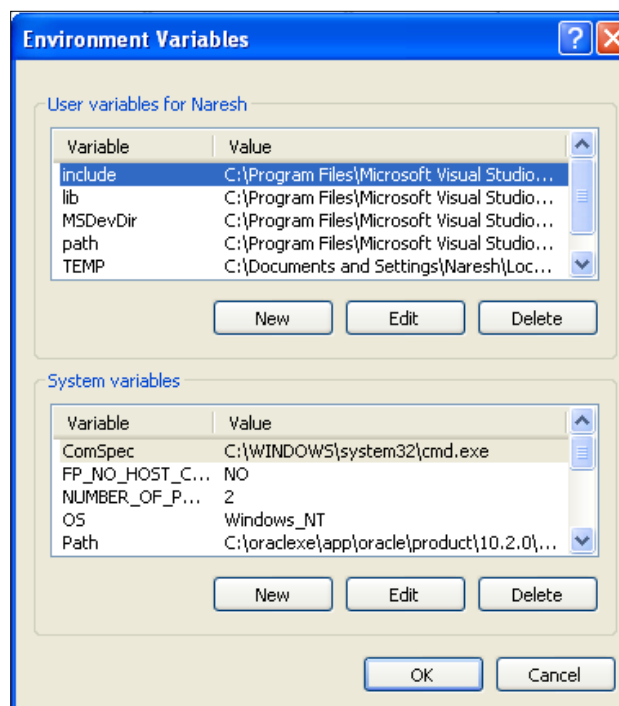 Environment Variables
User variables for Naresh
Variable Value
include C:\Program Files\Microsoft Visual Studio...
lib C:\Program Files\Microsoft Visual Studio...
MSDevDir C:\Program Files\Microsoft Visual Studio...
path C:\Program Files\Microsoft Visual Studio...
TEMP C:\Documents and Settings\Naresh\Loc...
New Edit Delete
System variables
Variable Value
ComSpec C:\WINDOWS\system32\cmd.exe
FP_NO_HOST_C... NO
NUMBER_OF_P... 2
OS Windows_NT
Path C:\oraclexe\app\oracle\product\10.2.0\...
New Edit Delete
OK Cancel